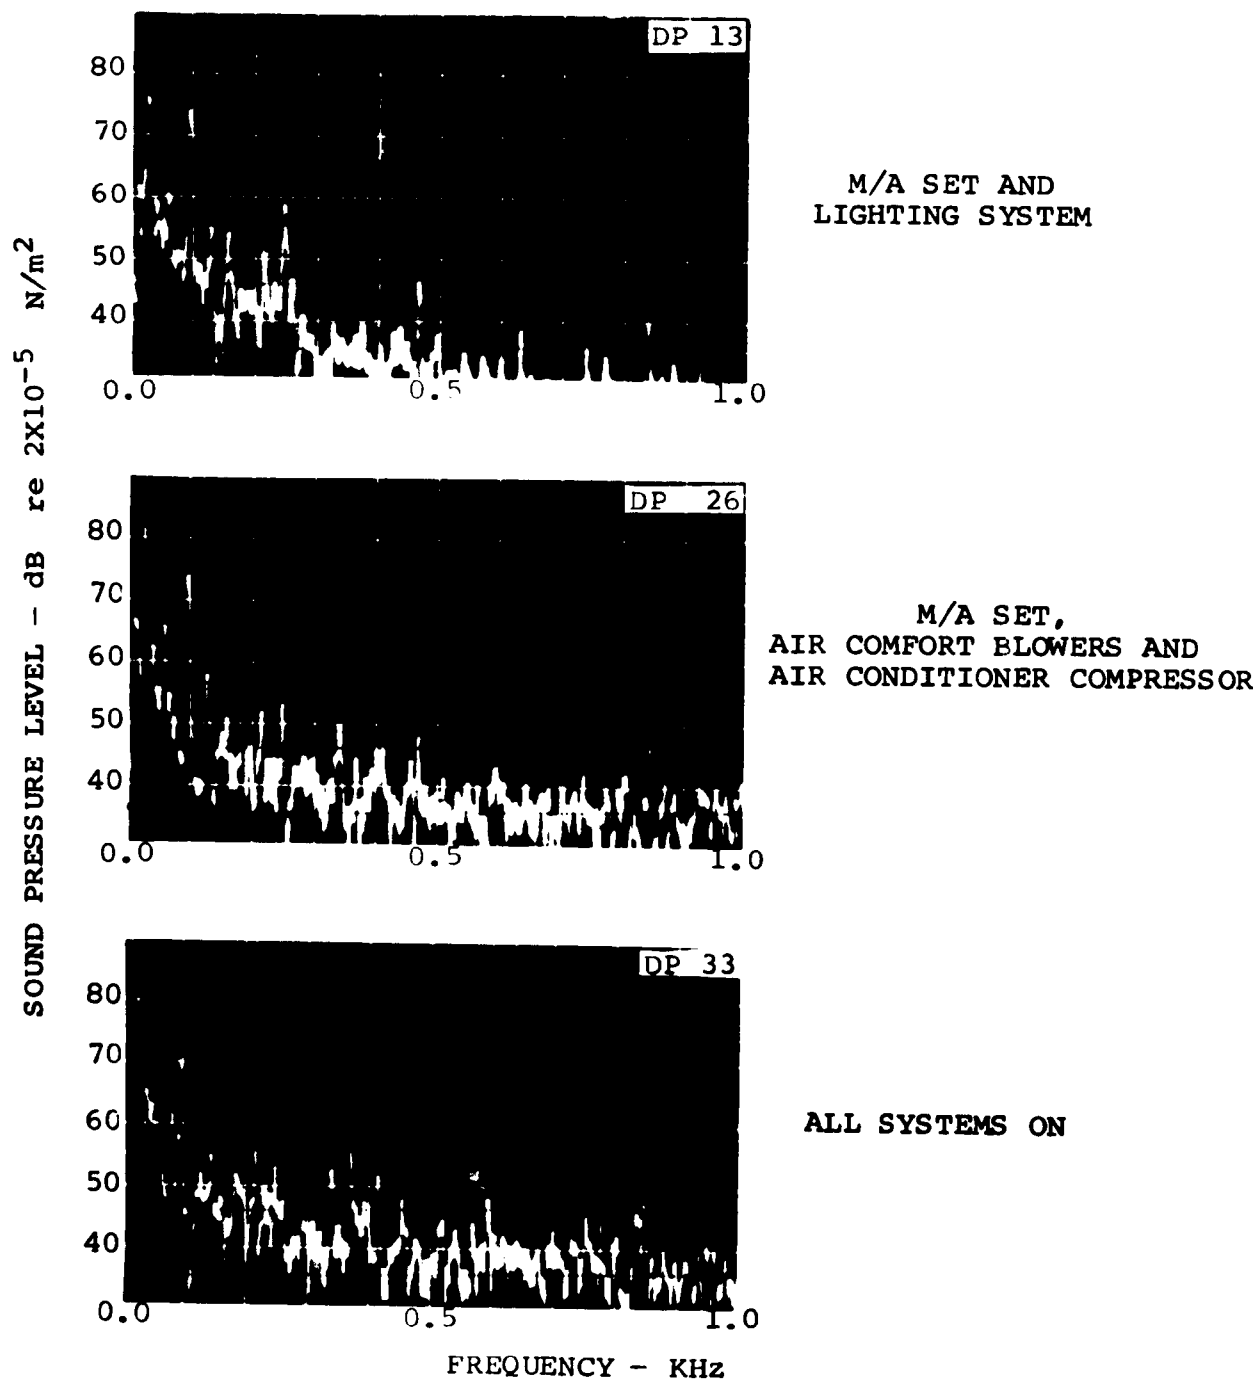 SOUND PRESSURE LEVEL - dB re 2X10⁻⁵ N/m²
DP 13
80
70
60
50
40
0.0 0.5 1.0
M/A SET AND
LIGHTING SYSTEM
DP 26
80
70
60
50
40
0.0 0.5 1.0
M/A SET,
AIR COMFORT BLOWERS AND
AIR CONDITIONER COMPRESSOR
DP 33
80
70
60
50
40
0.0 0.5 1.0
ALL SYSTEMS ON
FREQUENCY - KHz